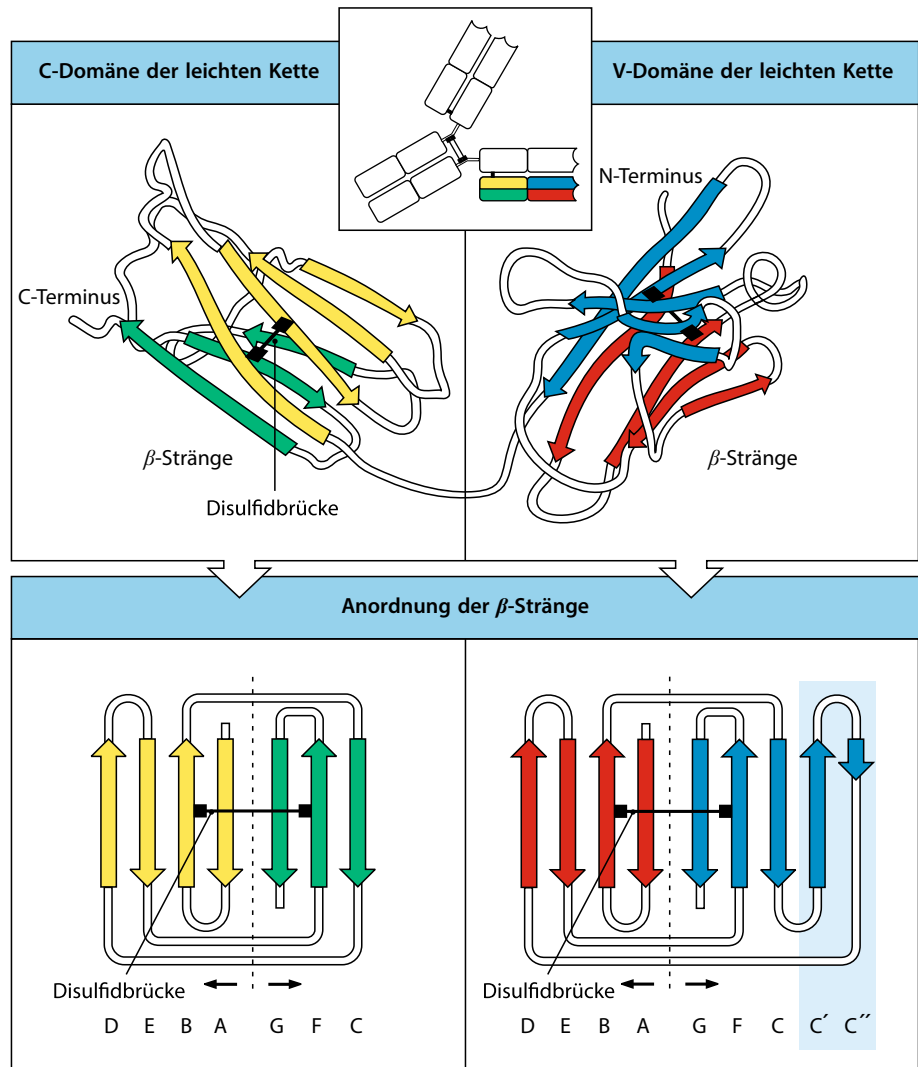 C-Domäne der leichten Kette
V-Domäne der leichten Kette
N-Terminus
C-Terminus
β-Stränge
Disulfidbrücke
β-Stränge
Anordnung der β-Stränge
Disulfidbrücke
D E B A G F C
Disulfidbrücke
D E B A G F C C′ C″